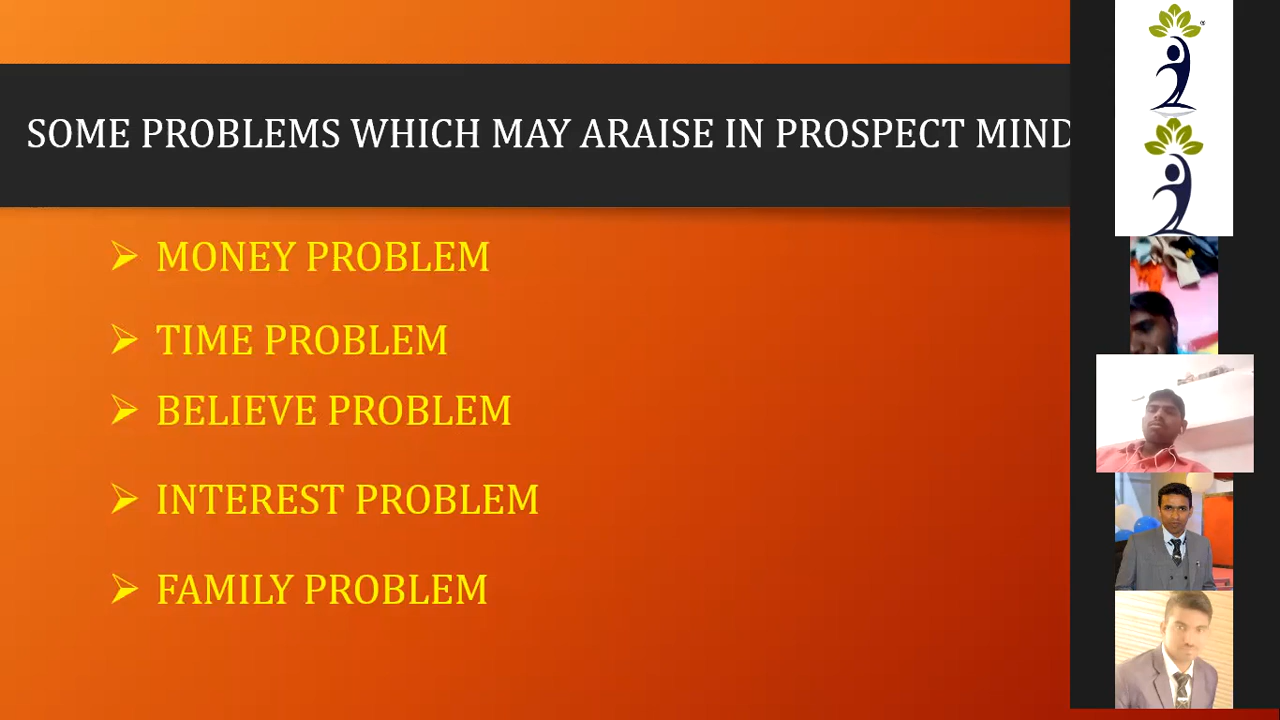 SOME PROBLEMS WHICH MAY ARAISE IN PROSPECT MIND
MONEY PROBLEM
TIME PROBLEM
BELIEVE PROBLEM
INTEREST PROBLEM
FAMILY PROBLEM